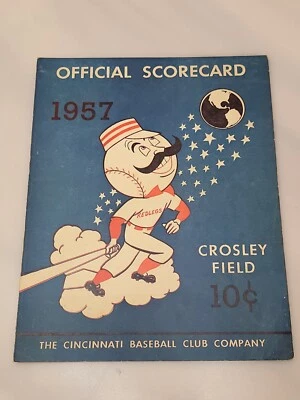 OFFICIAL SCORECARD
1957
REDLEGS
CROSLEY
FIELD
10¢
THE CINCINNATI BASEBALL CLUB COMPANY